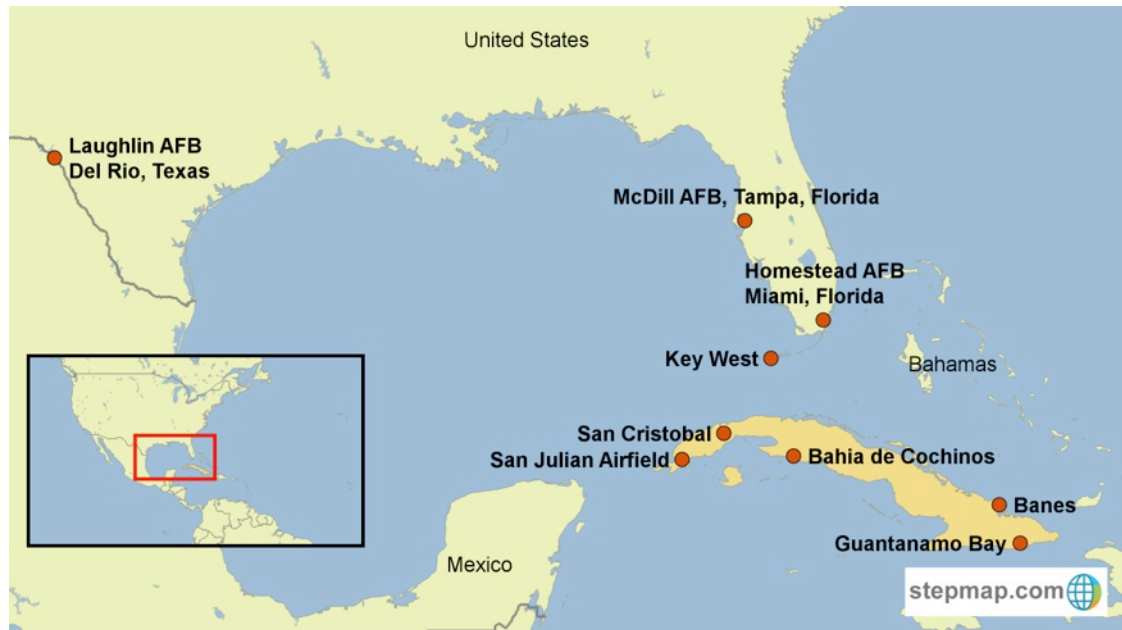 United States
Laughlin AFB
Del Rio, Texas
McDill AFB, Tampa, Florida
Homestead AFB
Miami, Florida
Key West
Bahamas
San Cristobal
San Julian Airfield
Bahia de Cochinos
Banes
Guantanamo Bay
Mexico
stepmap.com